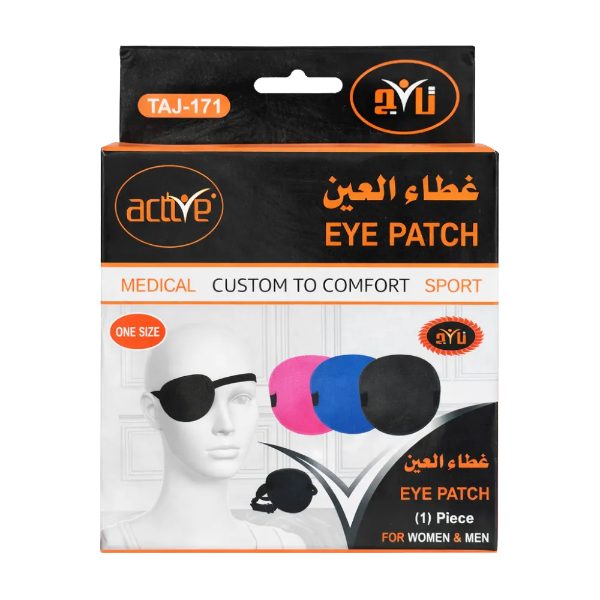 TAJ-171
تاج
active
غطاء العين
EYE PATCH
MEDICAL CUSTOM TO COMFORT SPORT
ONE SIZE
تاج
غطاء العين
EYE PATCH
(1) Piece
FOR WOMEN & MEN